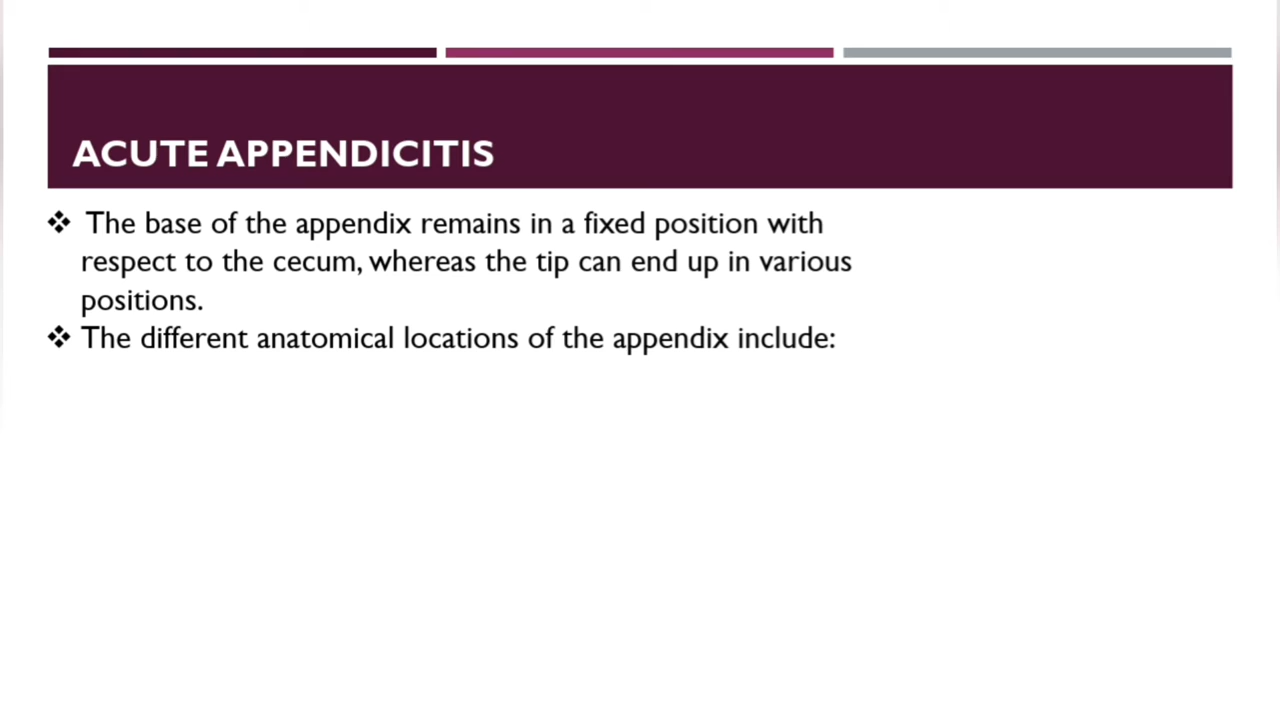 ACUTE APPENDICITIS
❖ The base of the appendix remains in a fixed position with
respect to the cecum, whereas the tip can end up in various
positions.
❖ The different anatomical locations of the appendix include: